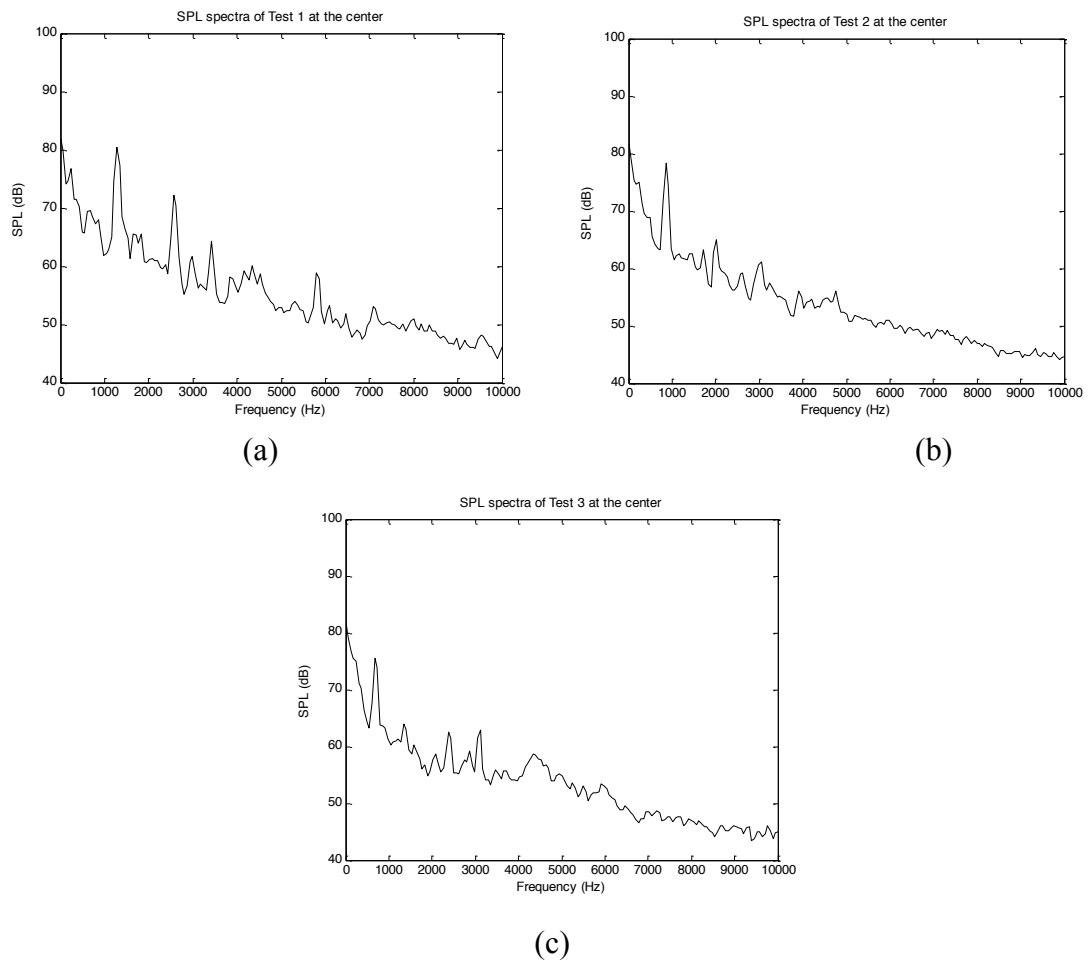 SPL spectra of Test 1 at the center
100
90
80
70
60
50
40
SPL (dB)
0 1000 2000 3000 4000 5000 6000 7000 8000 9000 10000
Frequency (Hz)
(a)
SPL spectra of Test 2 at the center
100
90
80
70
60
50
40
SPL (dB)
0 1000 2000 3000 4000 5000 6000 7000 8000 9000 10000
Frequency (Hz)
(b)
SPL spectra of Test 3 at the center
100
90
80
70
60
50
40
SPL (dB)
0 1000 2000 3000 4000 5000 6000 7000 8000 9000 10000
Frequency (Hz)
(c)